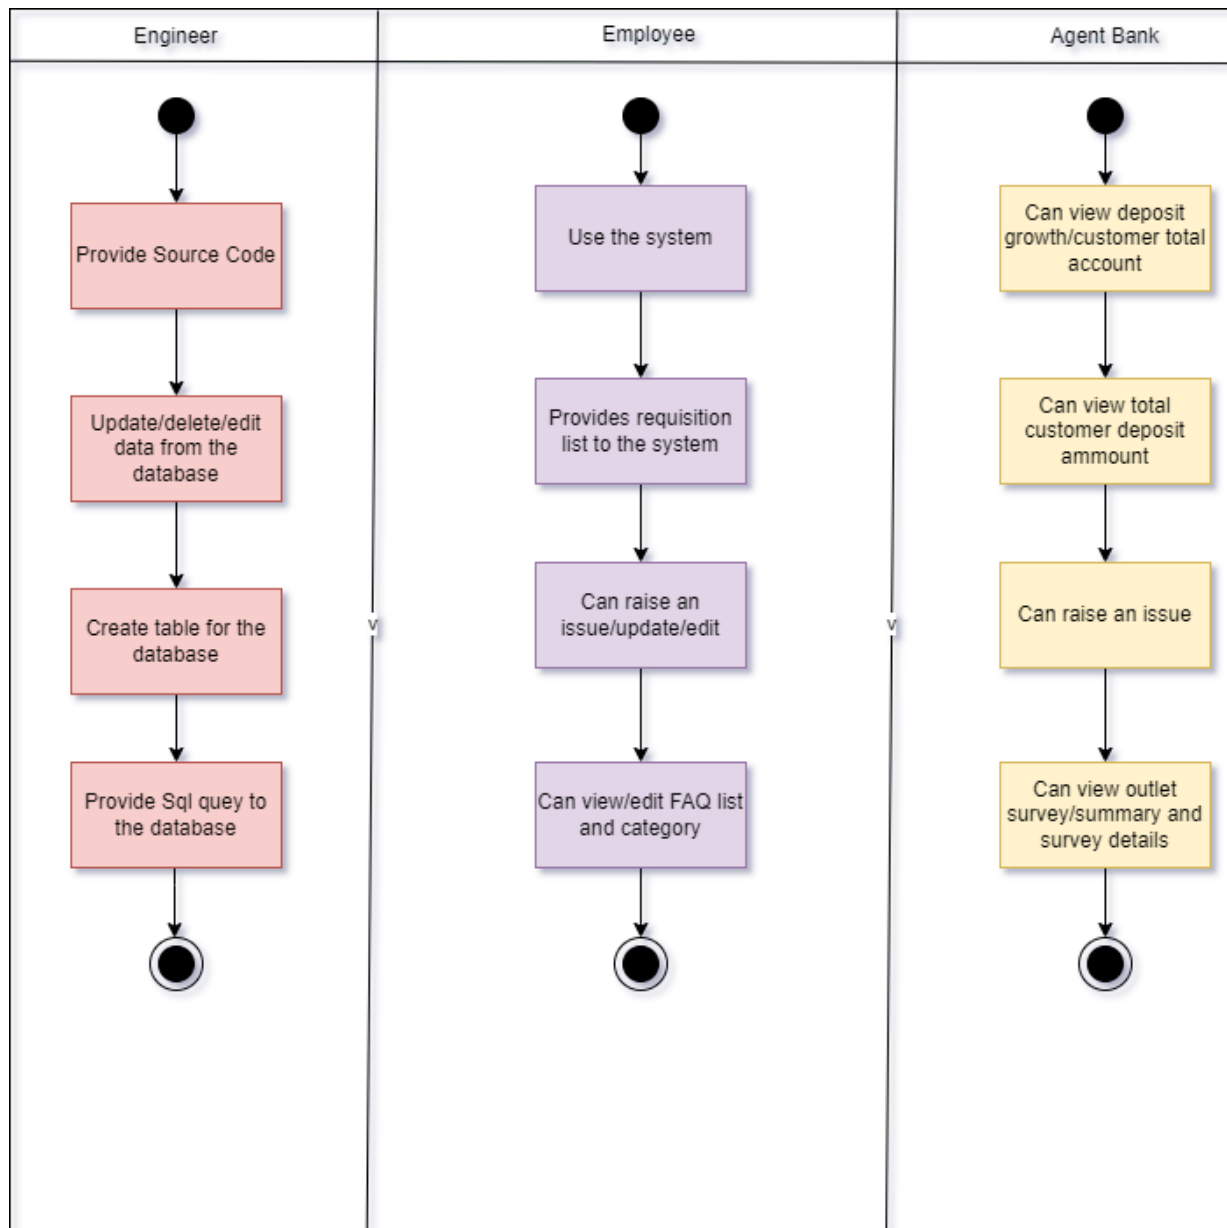 Engineer
Employee
Agent Bank
Provide Source Code
Update/delete/edit
data from the
database
Create table for the
database
Provide Sql quey to
the database
v
Use the system
Provides requisition
list to the system
Can raise an
issue/update/edit
Can view/edit FAQ list
and category
v
Can view deposit
growth/customer total
account
Can view total
customer deposit
ammount
Can raise an issue
Can view outlet
survey/summary and
survey details